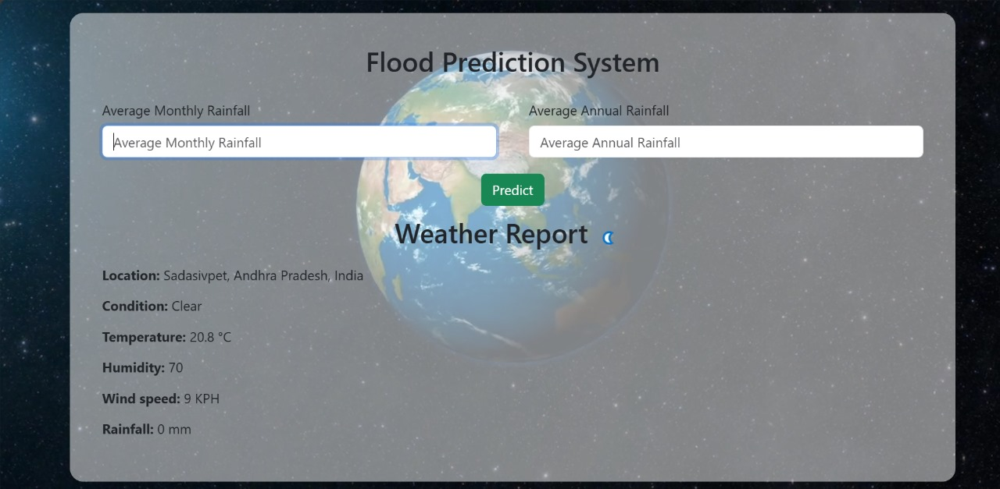 Flood Prediction System
Average Monthly Rainfall Average Annual Rainfall
Average Monthly Rainfall Average Annual Rainfall
Predict
Weather Report
Location: Sadasivpet, Andhra Pradesh, India
Condition: Clear
Temperature: 20.8 °C
Humidity: 70
Wind speed: 9 KPH
Rainfall: 0 mm